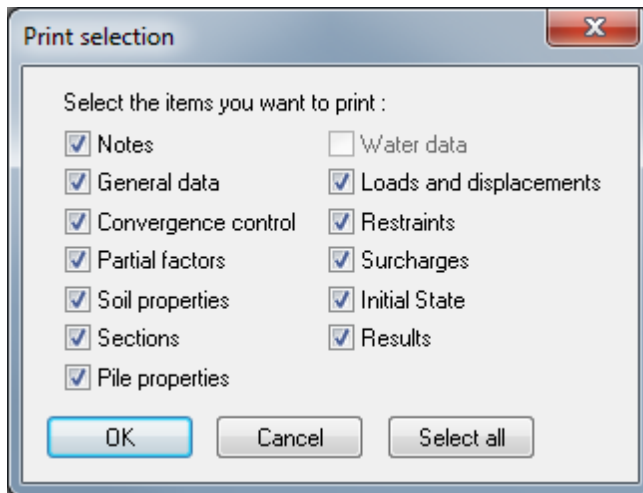 Print selection
Select the items you want to print :
Notes
General data
Convergence control
Partial factors
Soil properties
Sections
Pile properties
Water data
Loads and displacements
Restraints
Surcharges
Initial State
Results
OK
Cancel
Select all